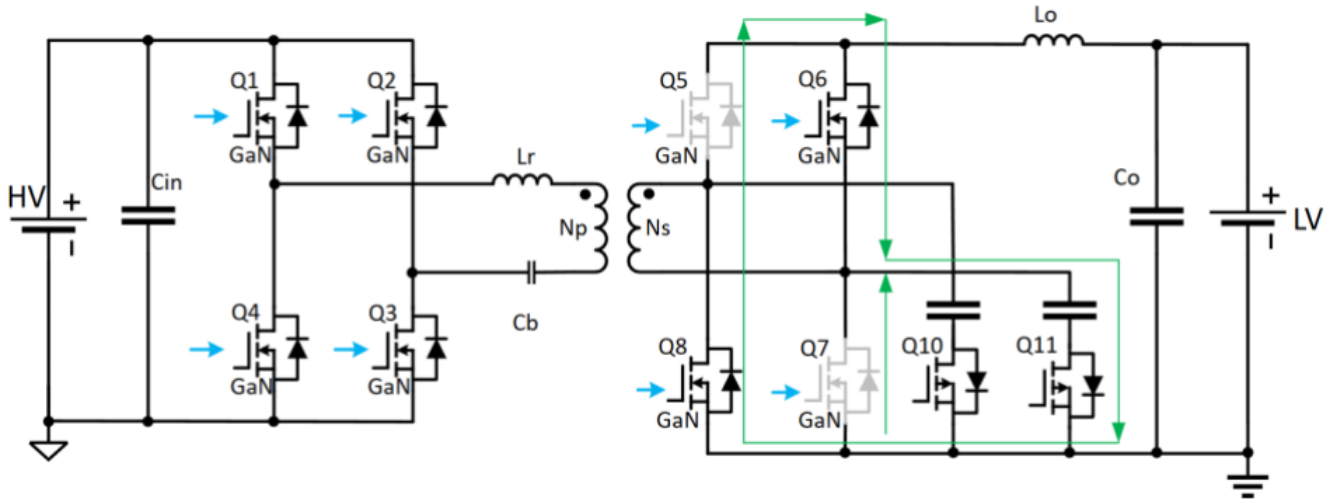 Lo
Q1
Q2
Q5
Q6
GaN
GaN
GaN
GaN
Lr
Cin
Co
HV
+
Np
Ns
+
LV
Cb
Q4
Q3
Q8
Q7
Q10
Q11
GaN
GaN
GaN
GaN